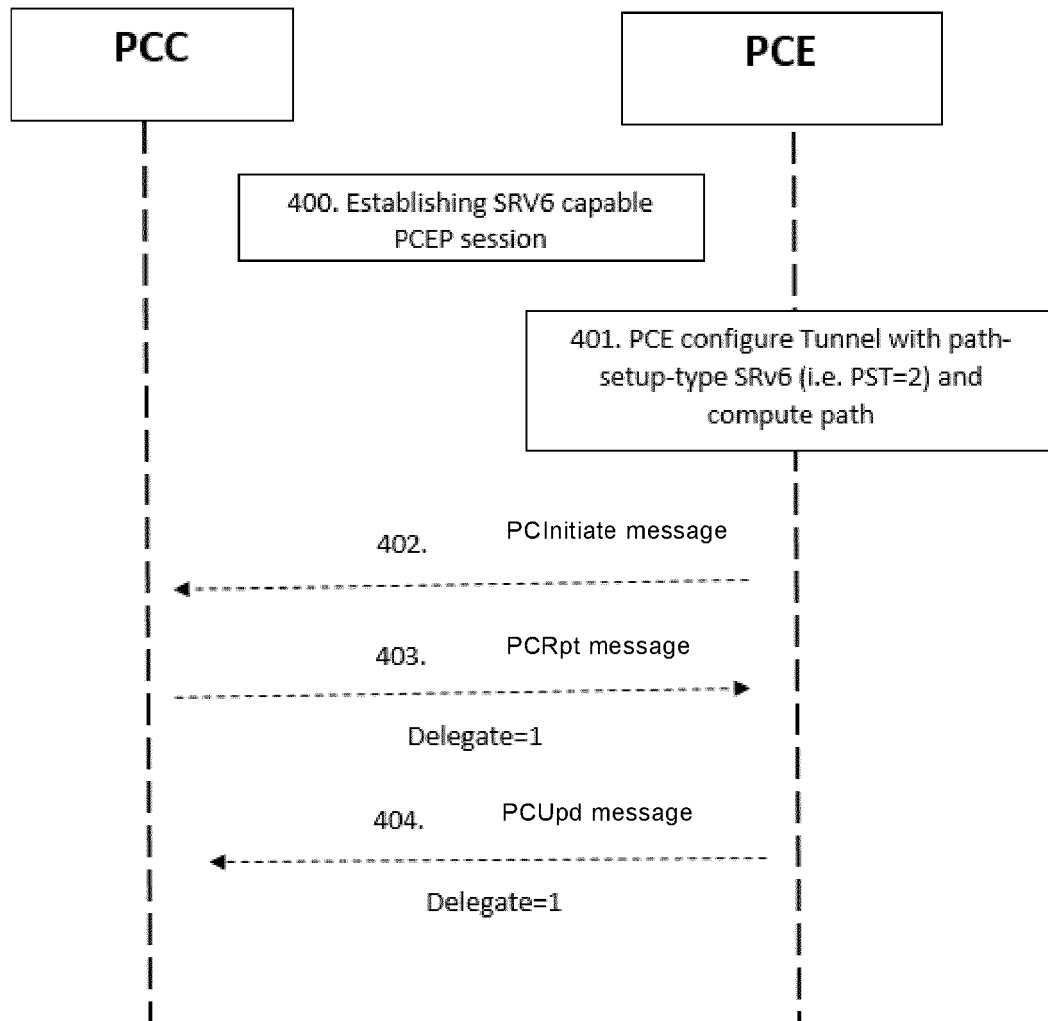 PCC
PCE
400. Establishing SRV6 capable
PCEP session
401. PCE configure Tunnel with path-
setup-type SRv6 (i.e. PST=2) and
compute path
402. PCInitiate message
403. PCRpt message
Delegate=1
404. PCUpd message
Delegate=1